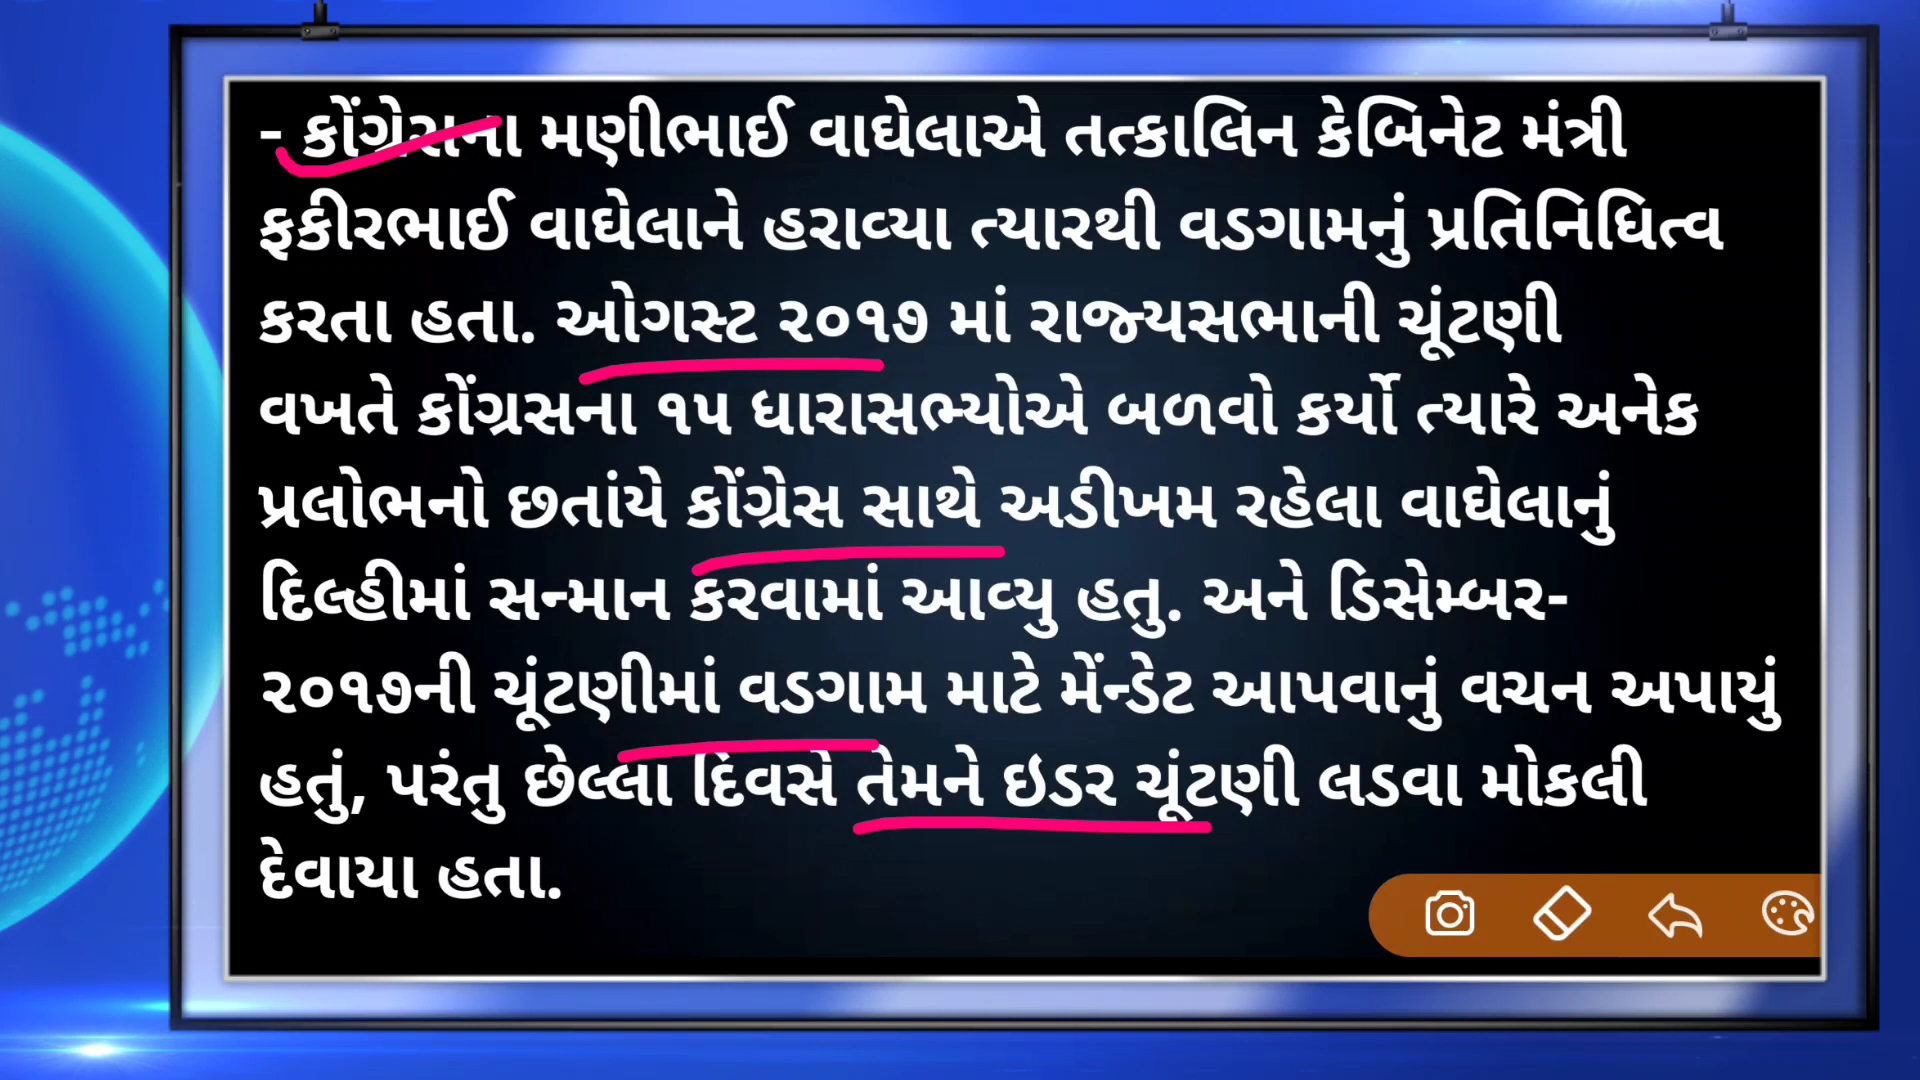 - કોંગ્રેસના મણીભાઈ વાઘેલાએ તત્કાલિન કેબિનેટ મંત્રી
ફકીરભાઈ વાઘેલાને હરાવ્યા ત્યારથી વડગામનું પ્રતિનિધિત્વ
કરતા હતા. ઓગસ્ટ ૨૦૧૭ માં રાજ્યસભાની ચૂંટણી
વખતે કોંગ્રસના ૧૫ ધારાસભ્યોએ બળવો કર્યો ત્યારે અનેક
પ્રલોભનો છતાંયે કોંગ્રેસ સાથે અડીખમ રહેલા વાઘેલાનું
દિલ્હીમાં સન્માન કરવામાં આવ્યુ હતુ. અને ડિસેમ્બર-
૨૦૧૭ની ચૂંટણીમાં વડગામ માટે મેંન્ડેટ આપવાનું વચન અપાયું
હતું, પરંતુ છેલ્લા દિવસે તેમને ઇડર ચૂંટણી લડવા મોકલી
દેવાયા હતા.